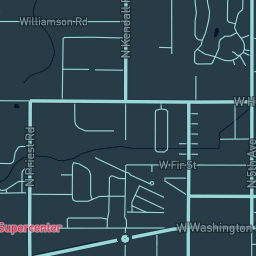 Williamson Rd
N Kendall
W H
N Priest Rd
W Fir St
N 5th Ave
Supercenter
W Washington